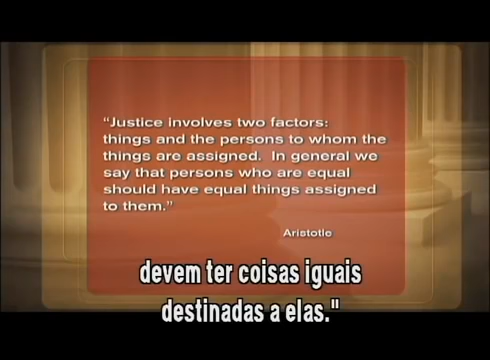 “Justice involves two factors:
things and the persons to whom the
things are assigned.  In general we
say that persons who are equal
should have equal things assigned
to them.”
Aristotle
devem ter coisas iguais
destinadas a elas."